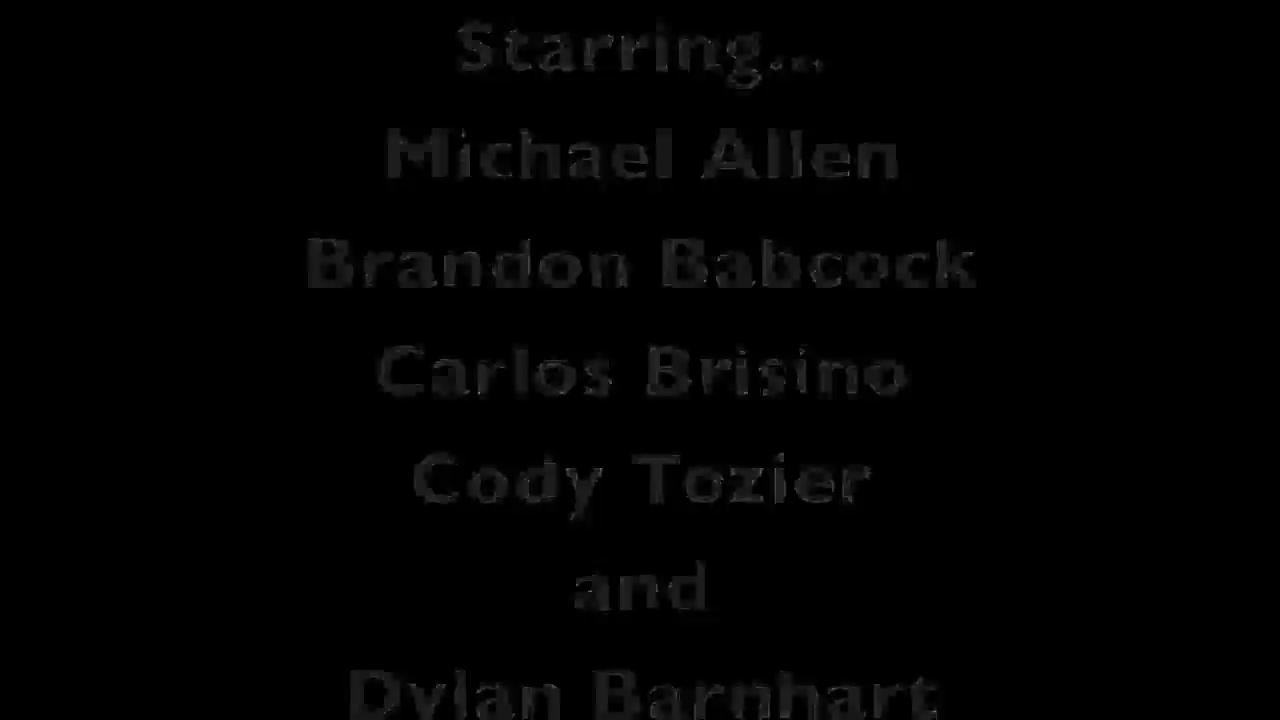 Starring...
Michael Allen
Brandon Babcock
Carlos Brisino
Cody Tozier
and
Dylan Barnhart